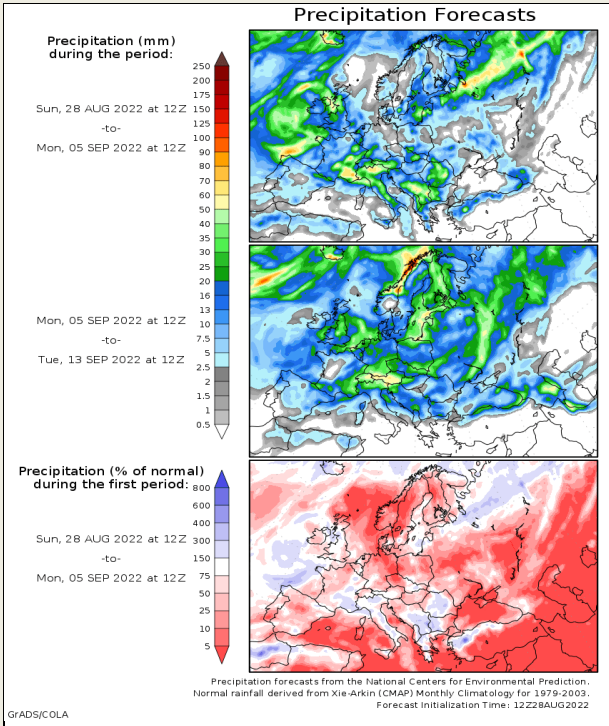 Precipitation Forecasts
Precipitation (mm)
during the period:
Sun, 28 AUG 2022 at 12Z
-to-
Mon, 05 SEP 2022 at 12Z
250
200
175
150
125
100
90
80
70
60
50
40
35
30
25
20
16
13
10
7.5
5
2.5
2
1.5
1
0.5
Mon, 05 SEP 2022 at 12Z
-to-
Tue, 13 SEP 2022 at 12Z
Precipitation (% of normal)
during the first period:
800
600
400
300
150
75
50
25
10
5
Sun, 28 AUG 2022 at 12Z
-to-
Mon, 05 SEP 2022 at 12Z
Precipitation forecasts from the National Centers for Environmental Prediction.
Normal rainfall derived from Xie-Arkin (CMAP) Monthly Climatology for 1979-2003.
Forecast Initialization Time: 12Z28AUG2022
GrADS/COLA